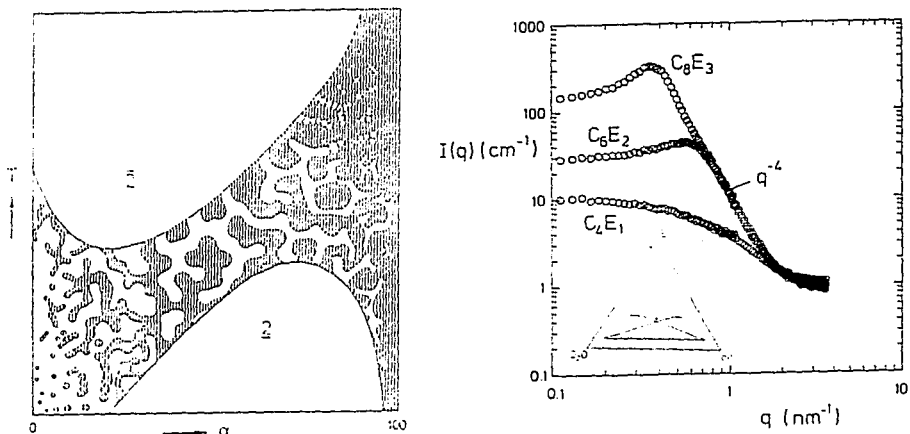 2̄
2̲
0
100
1000
100
10
1
0.1
I(q) (cm⁻¹)
C₈E₃
C₆E₂
C₄E₁
q⁻⁴
0.1
1
10
q (nm⁻¹)